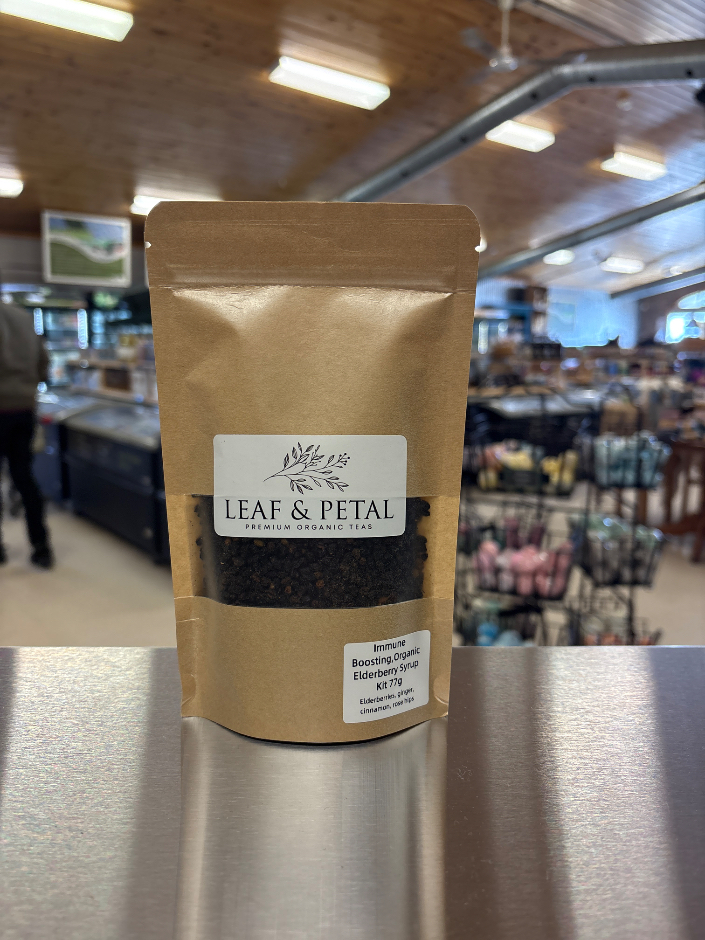 LEAF & PETAL
PREMIUM ORGANIC TEAS
Immune
Boosting,Organic
Elderberry Syrup
Kit 77g
Elderberries, ginger,
cinnamon, rose hips